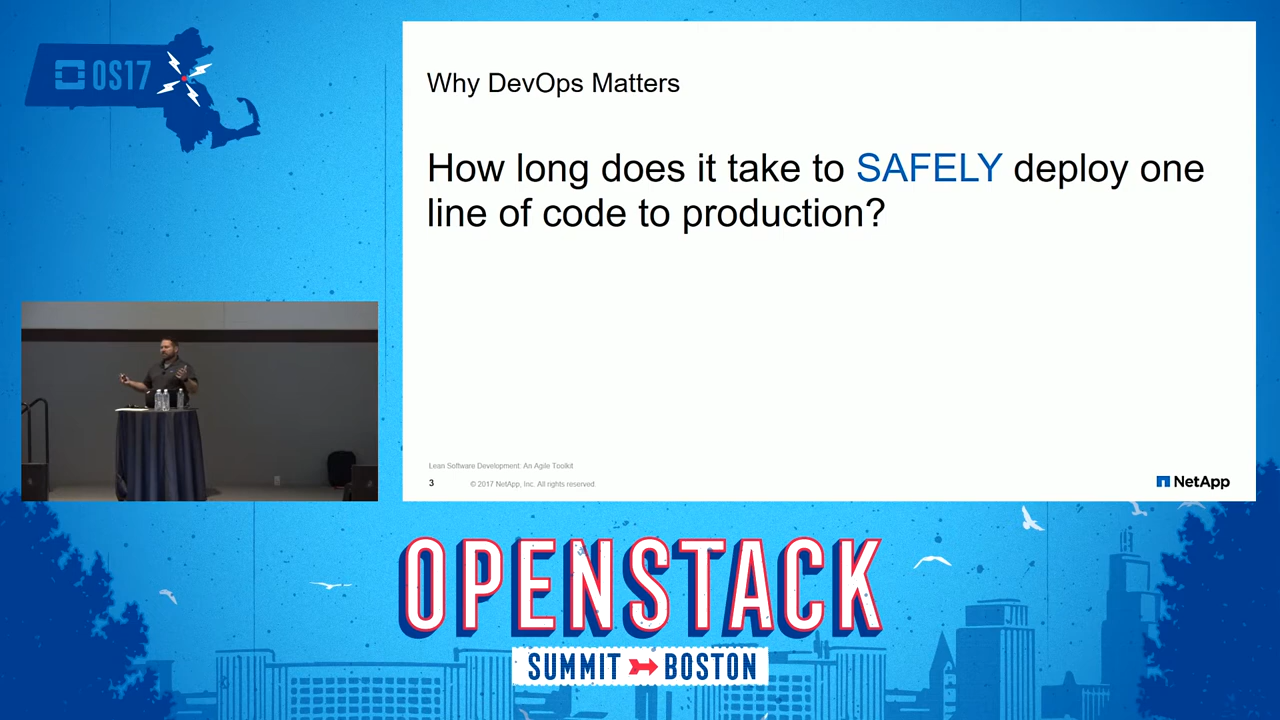 OS17
Why DevOps Matters
How long does it take to SAFELY deploy one
line of code to production?
Lean Software Development: An Agile Toolkit
3
© 2017 NetApp, Inc. All rights reserved.
NetApp
OPENSTACK
SUMMIT BOSTON